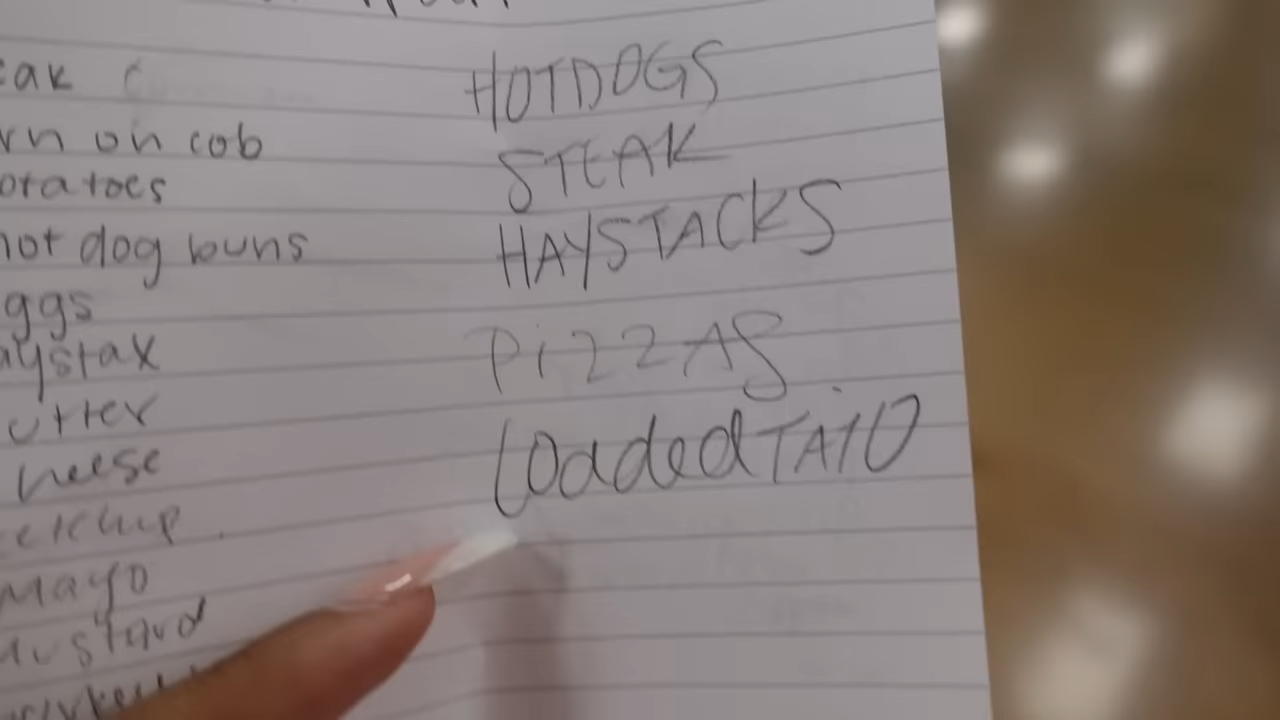 eak
rn on cob
otatoes
hot dog buns
ggs
aystax
utter
heese
etchup
Mayo
ustard
HOTDOGS
STEAK
HAYSTACKS
PiZZAS
LoadedTATO